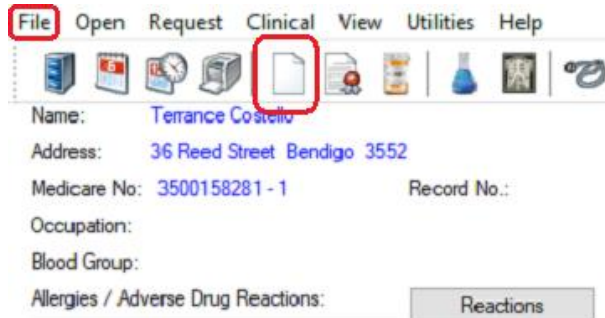 File Open Request Clinical View Utilities Help
6
Name: Terrance Costello
Address: 36 Reed Street Bendigo 3552
Medicare No: 3500158281 - 1 Record No.:
Occupation:
Blood Group:
Allergies / Adverse Drug Reactions: Reactions